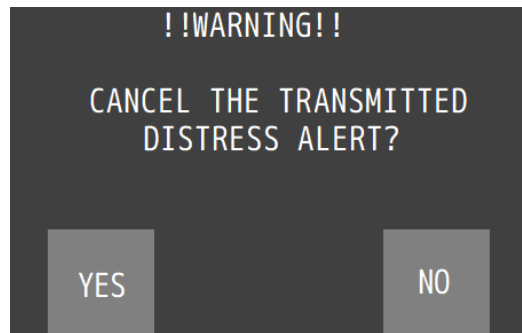 !!WARNING!!
CANCEL THE TRANSMITTED
DISTRESS ALERT?
YES
NO